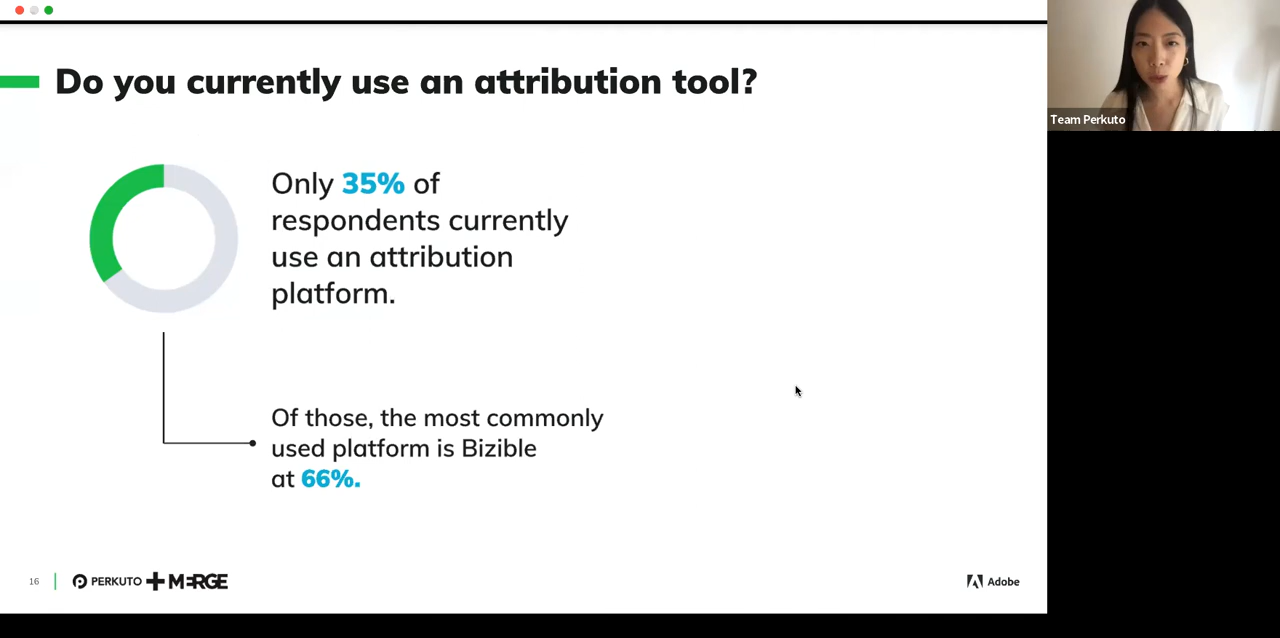 Do you currently use an attribution tool?
Team Perkuto
Only 35% of
respondents currently
use an attribution
platform.
Of those, the most commonly
used platform is Bizible
at 66%.
16
PERKUTO + MERGE
Adobe